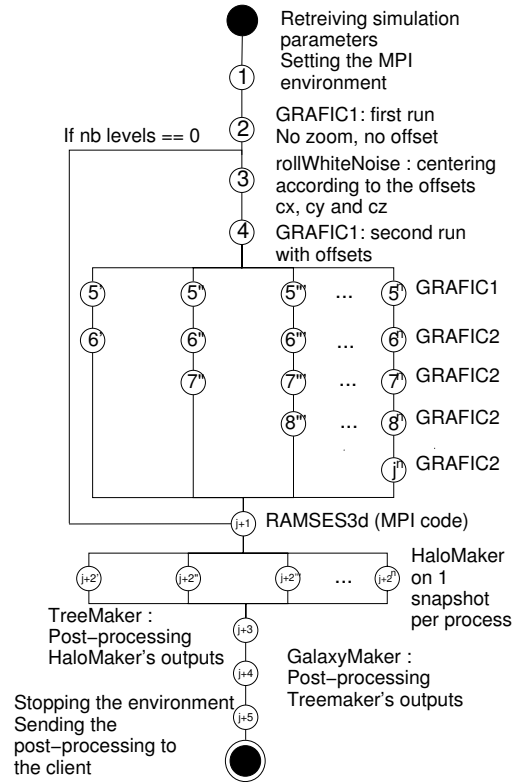 Retreiving simulation
parameters
Setting the MPI
environment
1
GRAFIC1: first run
No zoom, no offset
2
If nb levels == 0
rollWhiteNoise : centering
according to the offsets
cx, cy and cz
3
4
GRAFIC1: second run
with offsets
5' 5'' 5''' ... 5ⁿ GRAFIC1
6' 6'' 6''' ... 6ⁿ GRAFIC2
7'' 7''' ... 7ⁿ GRAFIC2
8''' ... 8ⁿ GRAFIC2
jⁿ GRAFIC2
j+1 RAMSES3d (MPI code)
j+2' j+2'' j+2''' ... j+2ⁿ
HaloMaker
on 1
snapshot
per process
TreeMaker :
Post−processing
HaloMaker's outputs
j+3
j+4
GalaxyMaker :
Post−processing
Treemaker's outputs
j+5
Stopping the environment
Sending the
post−processing to
the client